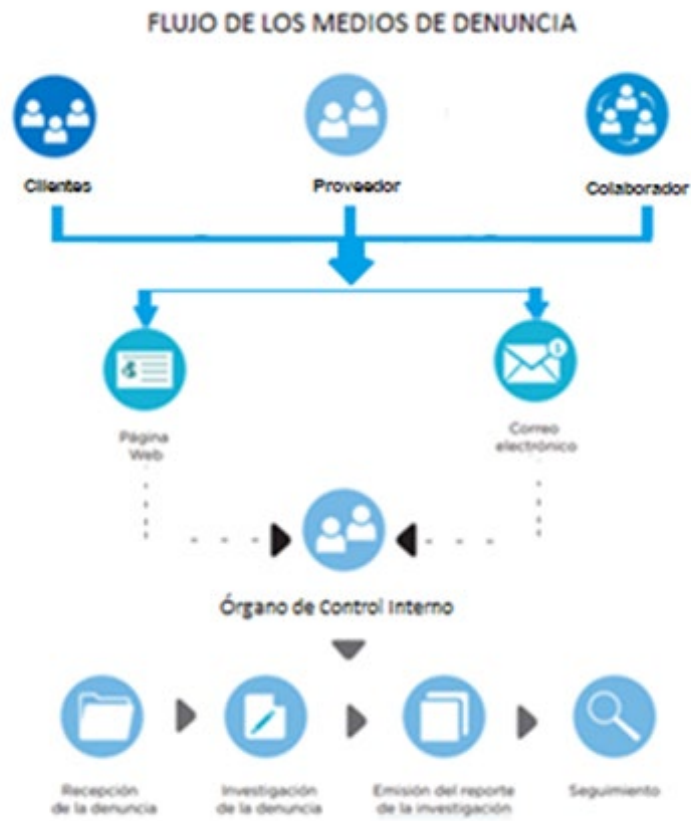 FLUJO DE LOS MEDIOS DE DENUNCIA
Clientes
Proveedor
Colaborador
Página
Web
Correo
electrónico
1
Órgano de Control Interno
Recepción
de la denuncia
Investigación
de la denuncia
Emisión del reporte
de la investigación
Seguimiento